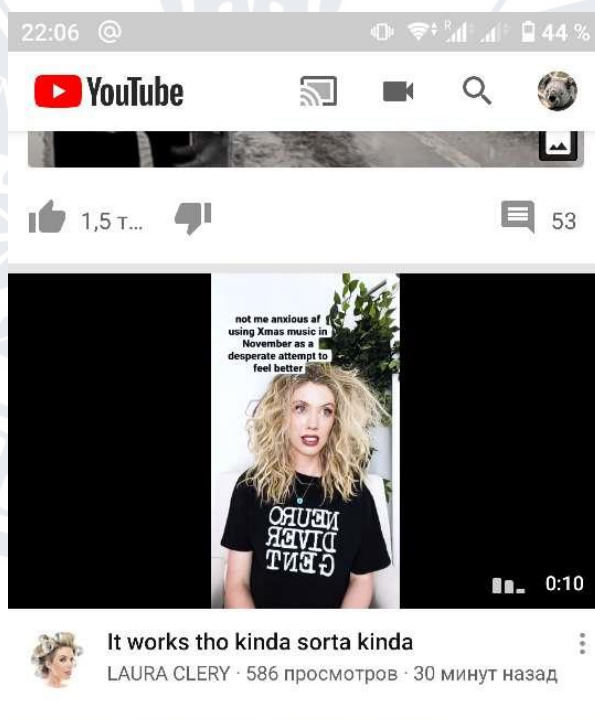 22:06 @ R 44 %
YouTube
1,5 т... 53
not me anxious af
using Xmas music in
November as a
desperate attempt to
feel better
NEURO
DIVER
GENT
0:10
It works tho kinda sorta kinda
LAURA CLERY · 586 просмотров · 30 минут назад